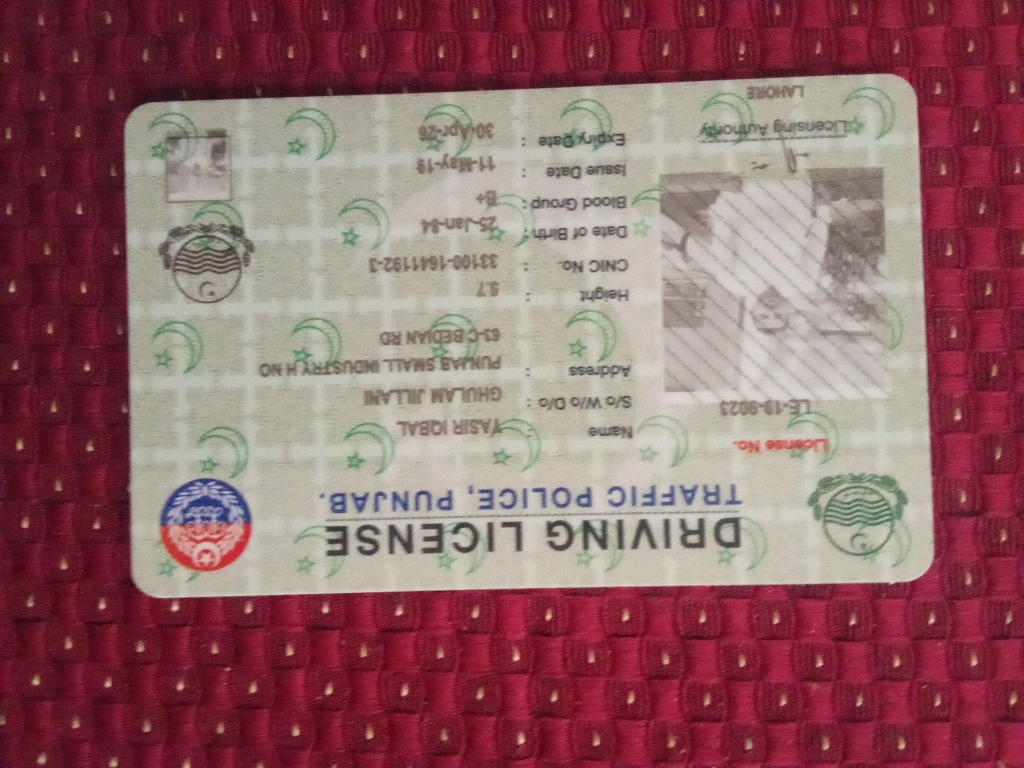 DRIVING LICENSE
TRAFFIC POLICE, PUNJAB.
License No.
LE-19-9023
Name : YASIR IQBAL
S/o W/o D/o : GHULAM JILLANI
Address : PUNJAB SMALL INDUSTRY H NO
63-C BEDIAN RD
Height : 5.7
CNIC No. : 33100-1641192-3
Date of Birth : 25-Jan-84
Blood Group : B+
Issue Date : 11-May-19
Expiry Date : 30-Apr-26
Licensing Authority
LAHORE